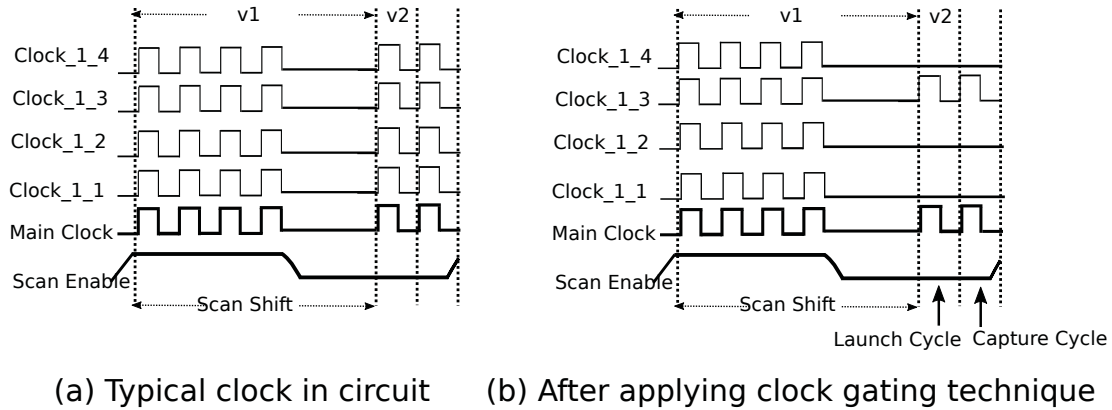 v1
v2
Clock_1_4
Clock_1_3
Clock_1_2
Clock_1_1
Main Clock
Scan Enable
Scan Shift
(a) Typical clock in circuit
v1
v2
Clock_1_4
Clock_1_3
Clock_1_2
Clock_1_1
Main Clock
Scan Enable
Scan Shift
Launch Cycle
Capture Cycle
(b) After applying clock gating technique